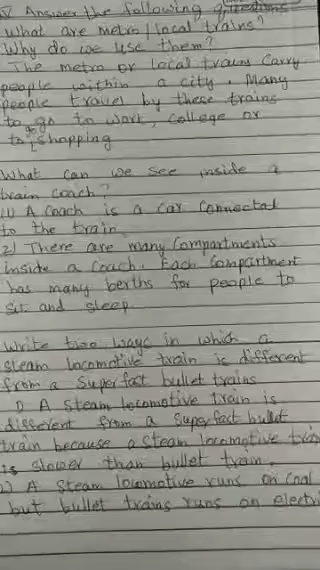 Answer the following questions
What are metro/local trains?
Why do we use them?
The metro or local trains carry
people within a city. Many
people travel by these trains
to go to work, college or
to go shopping
What can we see inside a
train coach?
(1) A Coach is a car connected
to the train.
2) There are many Compartments
inside a coach. Each Compartment
has many berths for people to
sit and sleep
Write two ways in which a
steam locomotive train is different
from a superfast bullet trains
1) A steam locomotive train is
different from a superfast bullet
train because a steam locomotive train
is slower than bullet train.
2) A steam locomotive runs on coal
but bullet trains runs on electri